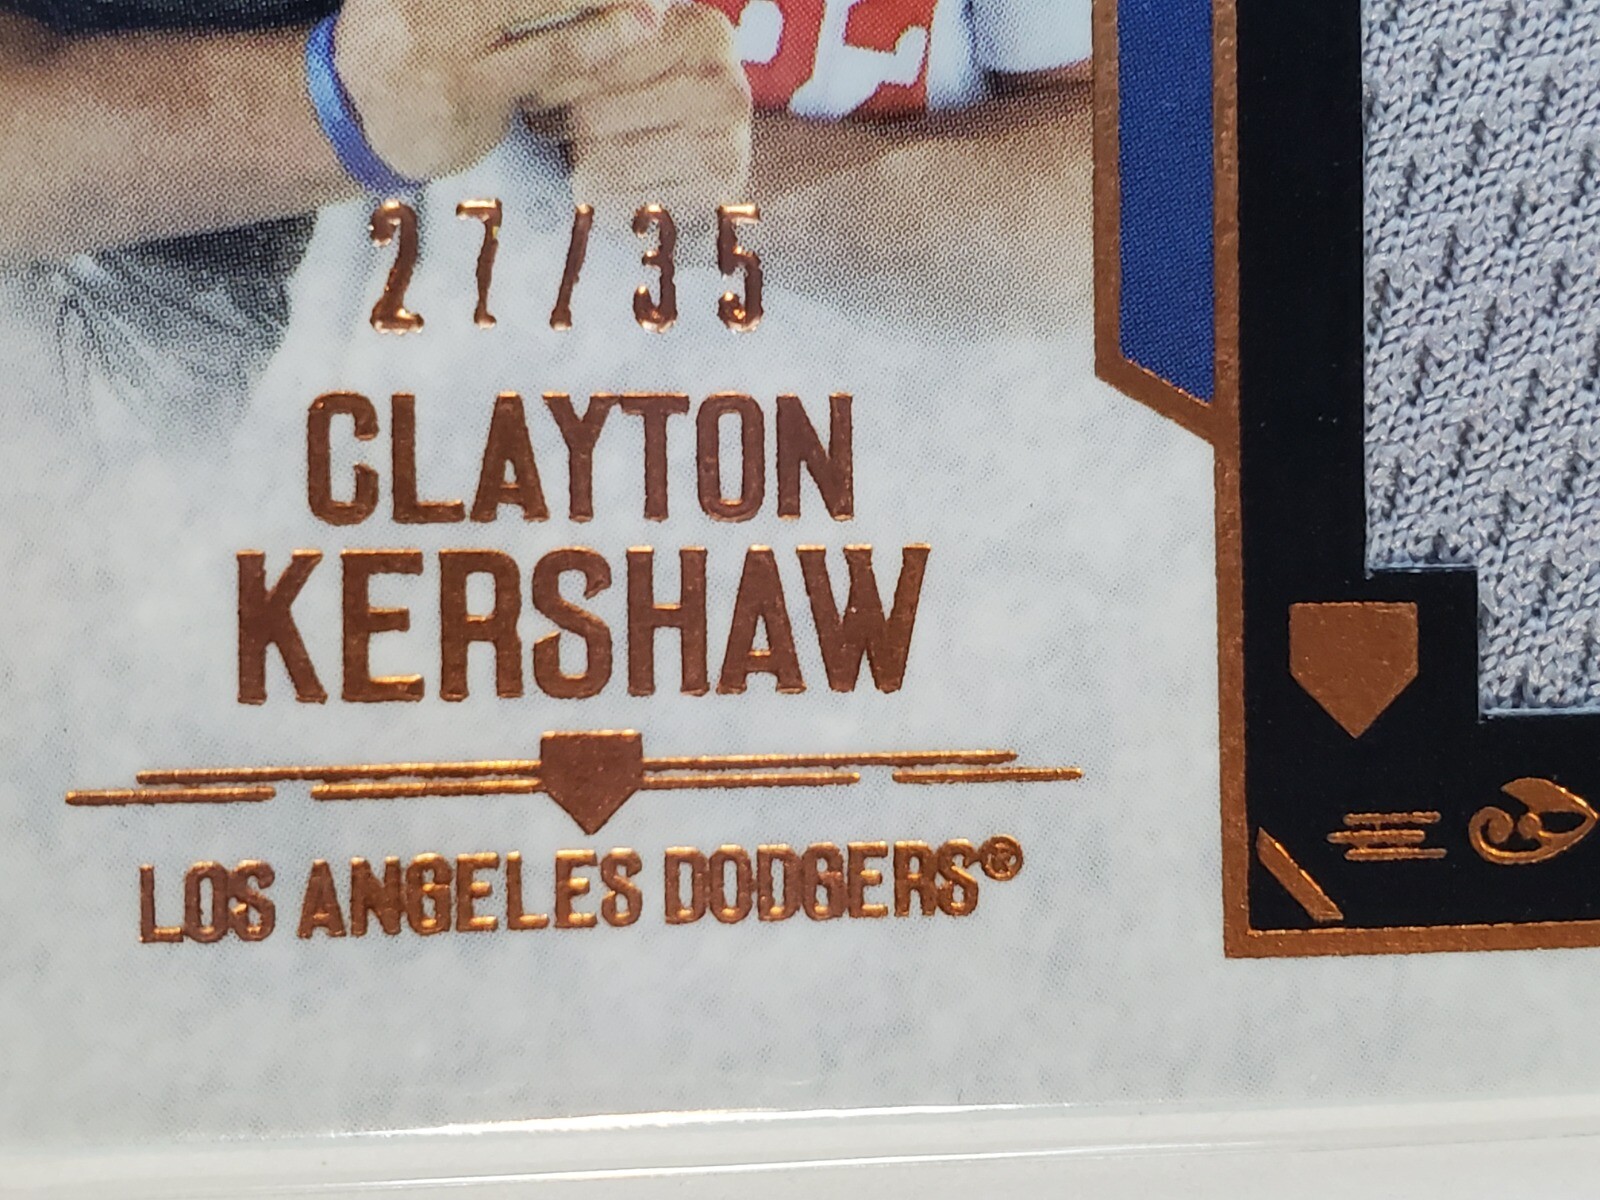 27/35
CLAYTON
KERSHAW
LOS ANGELES DODGERS®